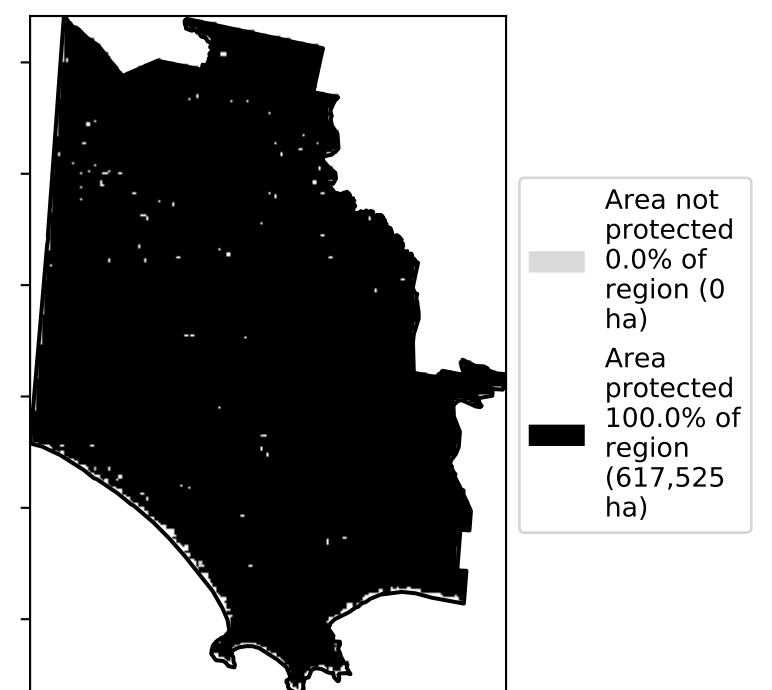 Area not
protected
0.0% of
region (0
ha)
Area
protected
100.0% of
region
(617,525
ha)